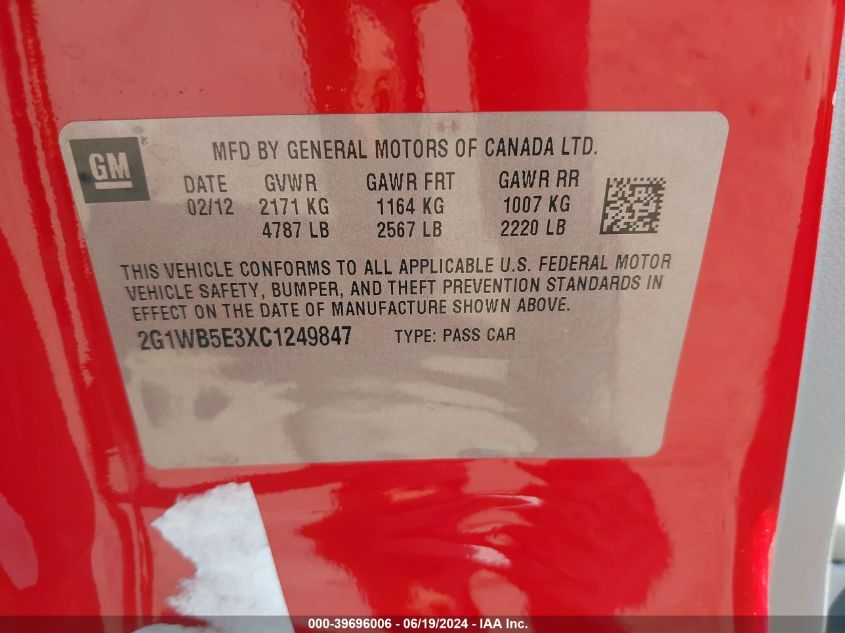 GM ®
MFD BY GENERAL MOTORS OF CANADA LTD.
DATE GVWR GAWR FRT GAWR RR
02/12 2171 KG 1164 KG 1007 KG
4787 LB 2567 LB 2220 LB
THIS VEHICLE CONFORMS TO ALL APPLICABLE U.S. FEDERAL MOTOR
VEHICLE SAFETY, BUMPER, AND THEFT PREVENTION STANDARDS IN
EFFECT ON THE DATE OF MANUFACTURE SHOWN ABOVE.
2G1WB5E3XC1249847 TYPE: PASS CAR
000-39696006 - 06/19/2024 - IAA Inc.